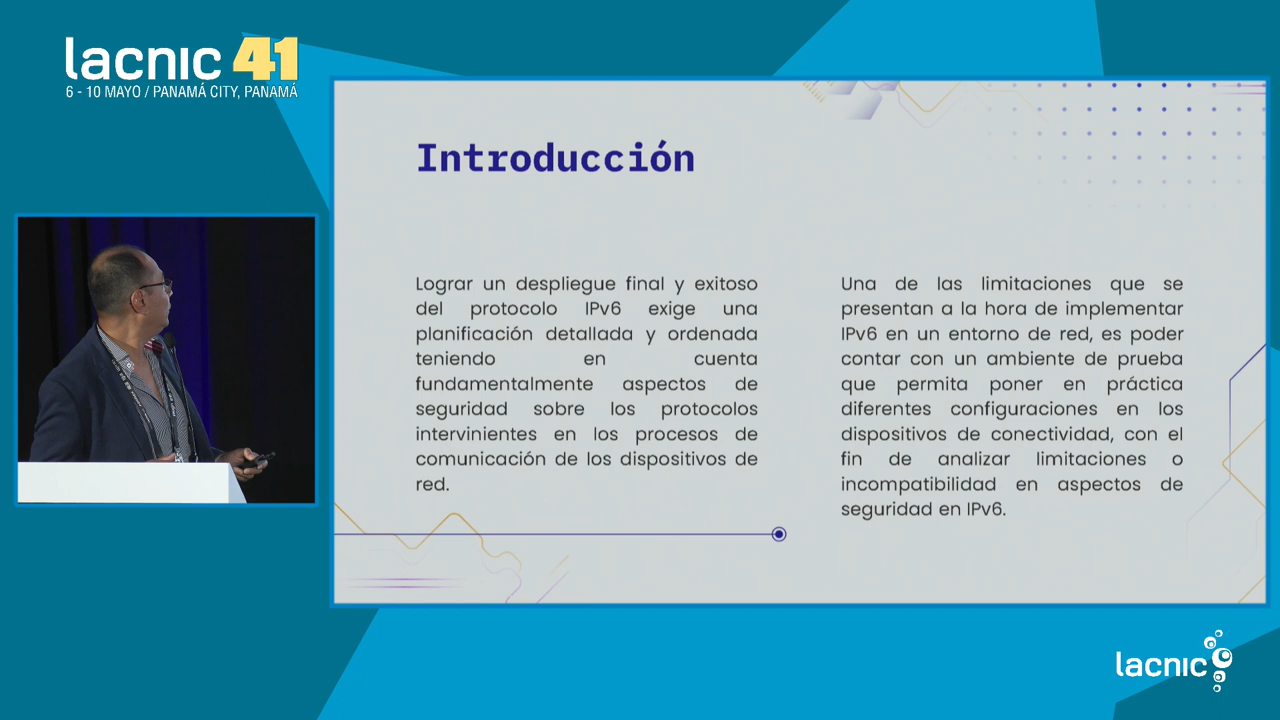 lacnic 41
6 - 10 MAYO / PANAMÁ CITY, PANAMÁ
Introducción
Lograr un despliegue final y exitoso
del protocolo IPv6 exige una
planificación detallada y ordenada
teniendo en cuenta
fundamentalmente aspectos de
seguridad sobre los protocolos
intervinientes en los procesos de
comunicación de los dispositivos de
red.
Una de las limitaciones que se
presentan a la hora de implementar
IPv6 en un entorno de red, es poder
contar con un ambiente de prueba
que permita poner en práctica
diferentes configuraciones en los
dispositivos de conectividad, con el
fin de analizar limitaciones o
incompatibilidad en aspectos de
seguridad en IPv6.
lacnic